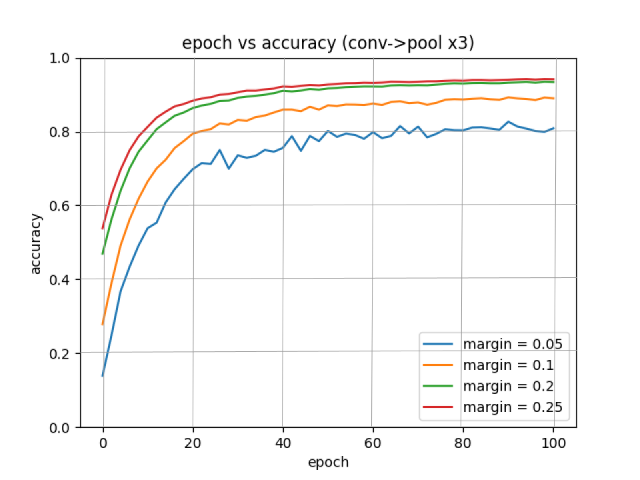 epoch vs accuracy (conv->pool x3)
1.0
0.8
0.6
0.4
0.2
0.0
accuracy
0 20 40 60 80 100
epoch
margin = 0.05
margin = 0.1
margin = 0.2
margin = 0.25